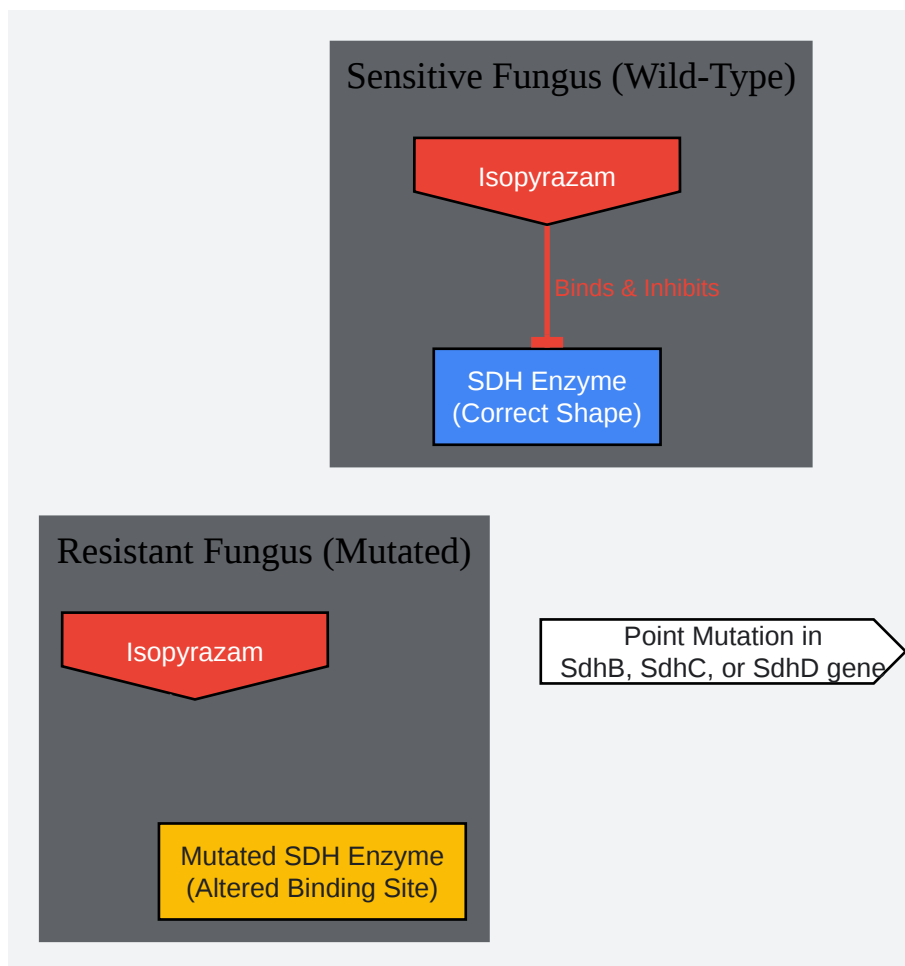 Sensitive Fungus (Wild-Type)
Isopyrazam
Binds & Inhibits
SDH Enzyme
(Correct Shape)
Resistant Fungus (Mutated)
Isopyrazam
Point Mutation in
SdhB, SdhC, or SdhD gene
Mutated SDH Enzyme
(Altered Binding Site)